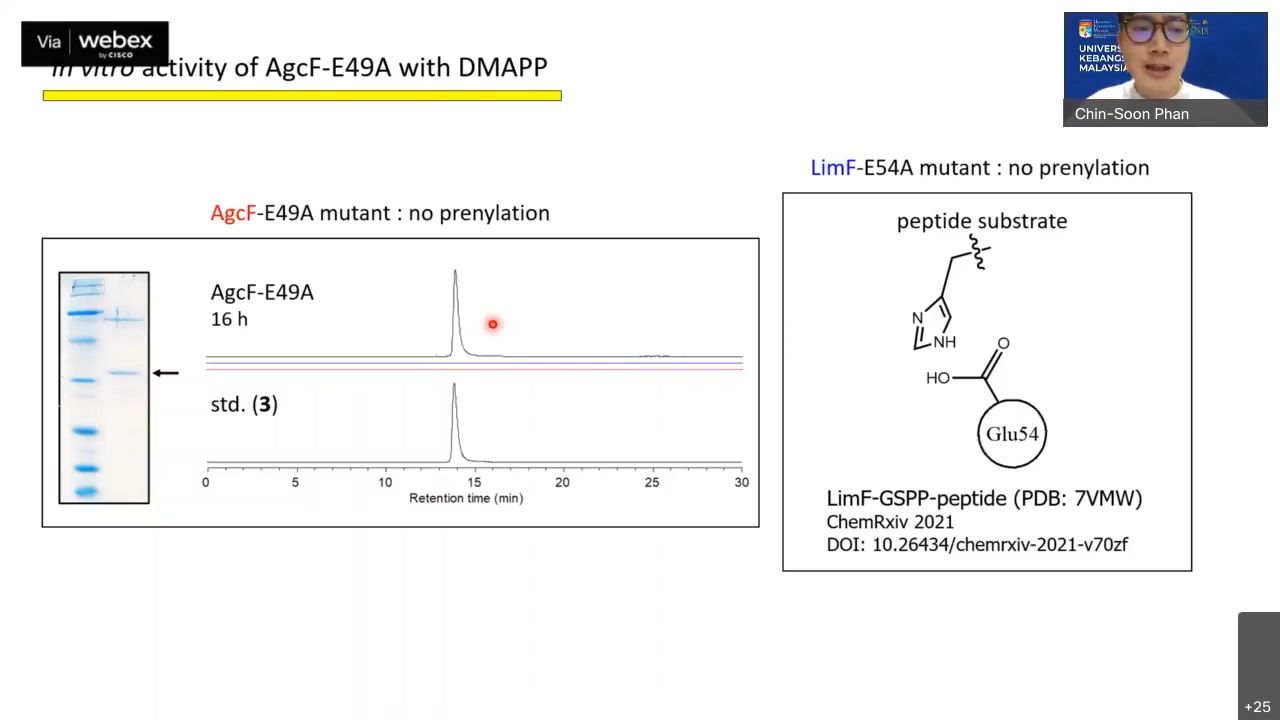 Via webex
by CISCO
In vitro activity of AgcF-E49A with DMAPP
UNIVERS
KEBANGS
MALAYSIA
Chin-Soon Phan
LimF-E54A mutant : no prenylation
AgcF-E49A mutant : no prenylation
peptide substrate
N
NH
O
HO
Glu54
LimF-GSPP-peptide (PDB: 7VMW)
ChemRxiv 2021
DOI: 10.26434/chemrxiv-2021-v70zf
AgcF-E49A
16 h
std. (3)
0 5 10 15 20 25 30
Retention time (min)
+25